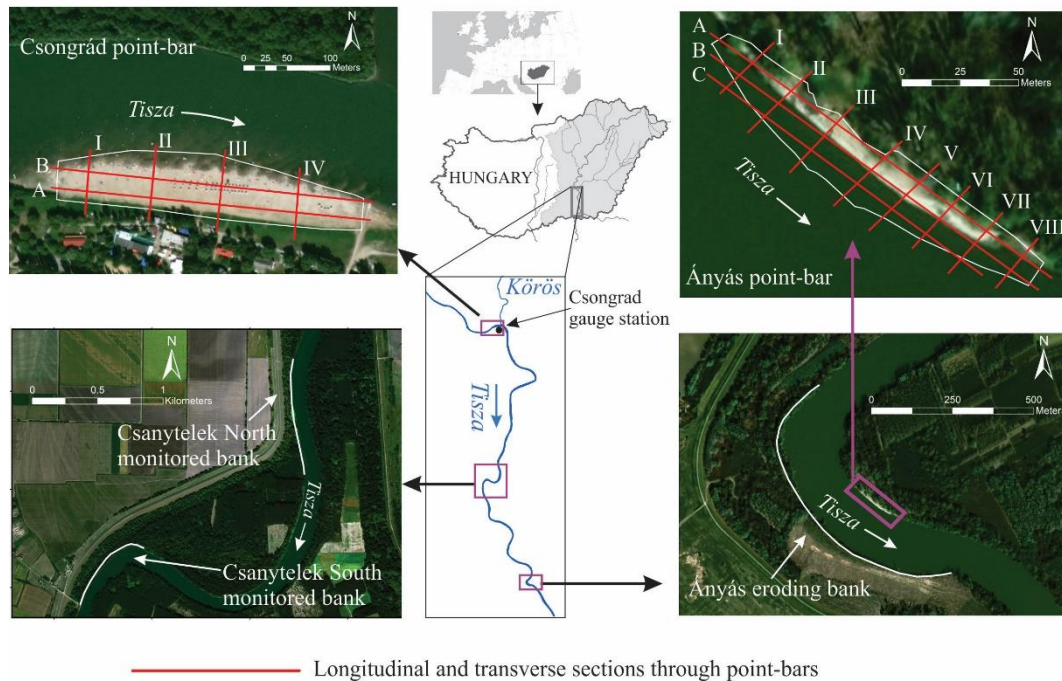 Csongrád point-bar
N
0 25 50 100
Meters
Tisza
I
II
III
IV
B
A
HUNGARY
Körös
Csongrad
gauge station
Tisza
A
B
C
I
II
III
IV
V
VI
VII
VIII
N
0 25 50
Meters
Tisza
Ányás point-bar
N
0 0.5 1
Kilometers
Csanytelek North
monitored bank
Tisza
Csanytelek South
monitored bank
N
0 250 500
Meter
Tisza
Ányás eroding bank
Longitudinal and transverse sections through point-bars